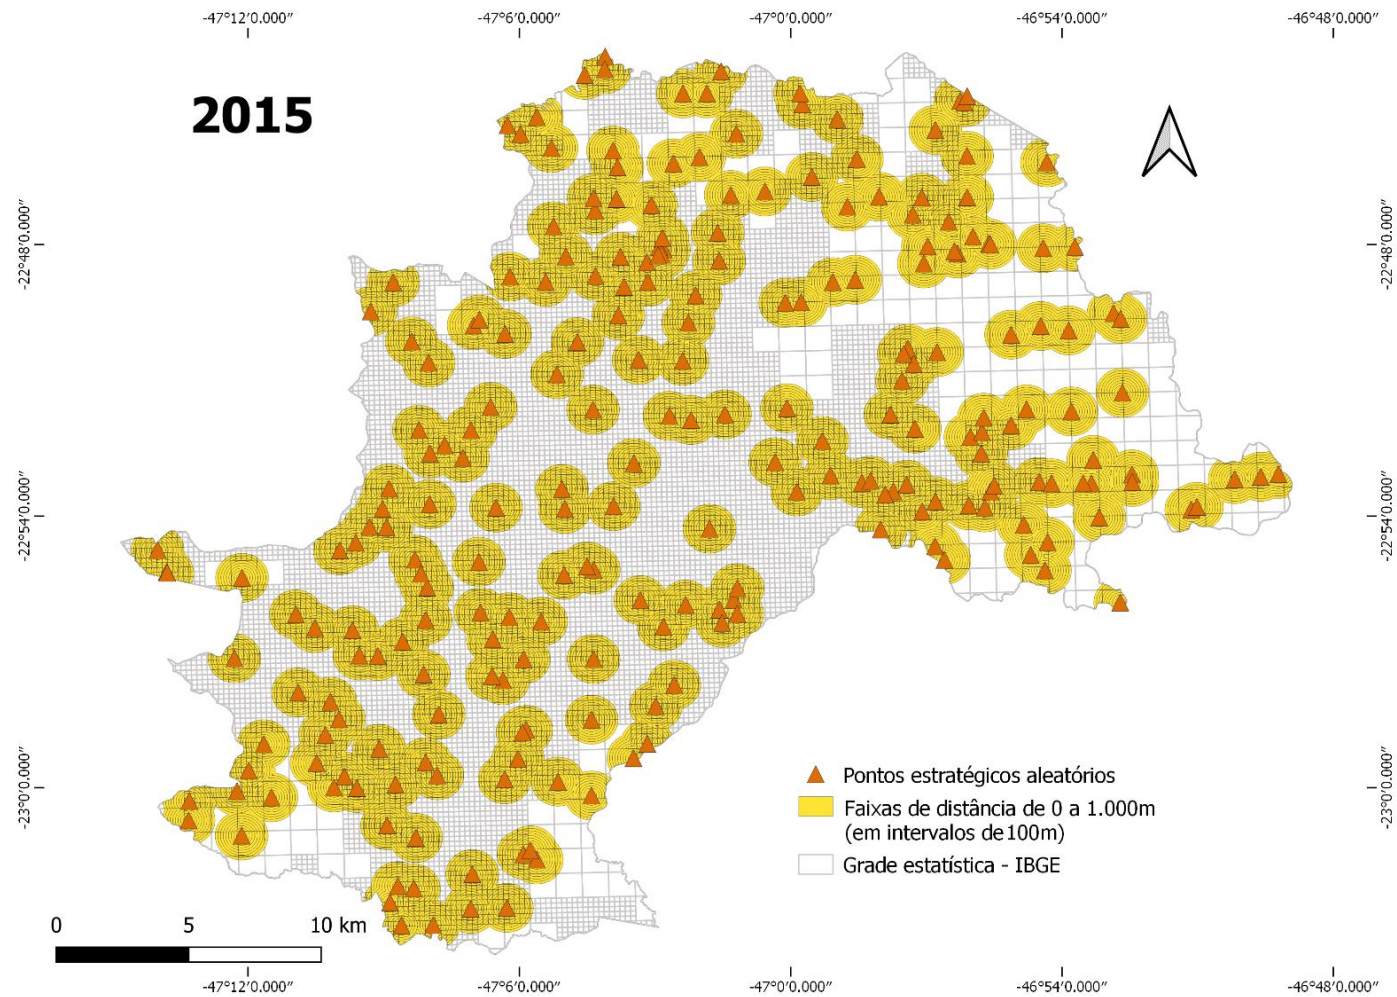 -47°12′0.000″ -47°6′0.000″ -47°0′0.000″ -46°54′0.000″ -46°48′0.000″
2015
-22°48′0.000″ -22°48′0.000″
-22°54′0.000″ -22°54′0.000″
-23°0′0.000″ -23°0′0.000″
Pontos estratégicos aleatórios
Faixas de distância de 0 a 1.000m
(em intervalos de 100m)
Grade estatística - IBGE
0 5 10 km
-47°12′0.000″ -47°6′0.000″ -47°0′0.000″ -46°54′0.000″ -46°48′0.000″